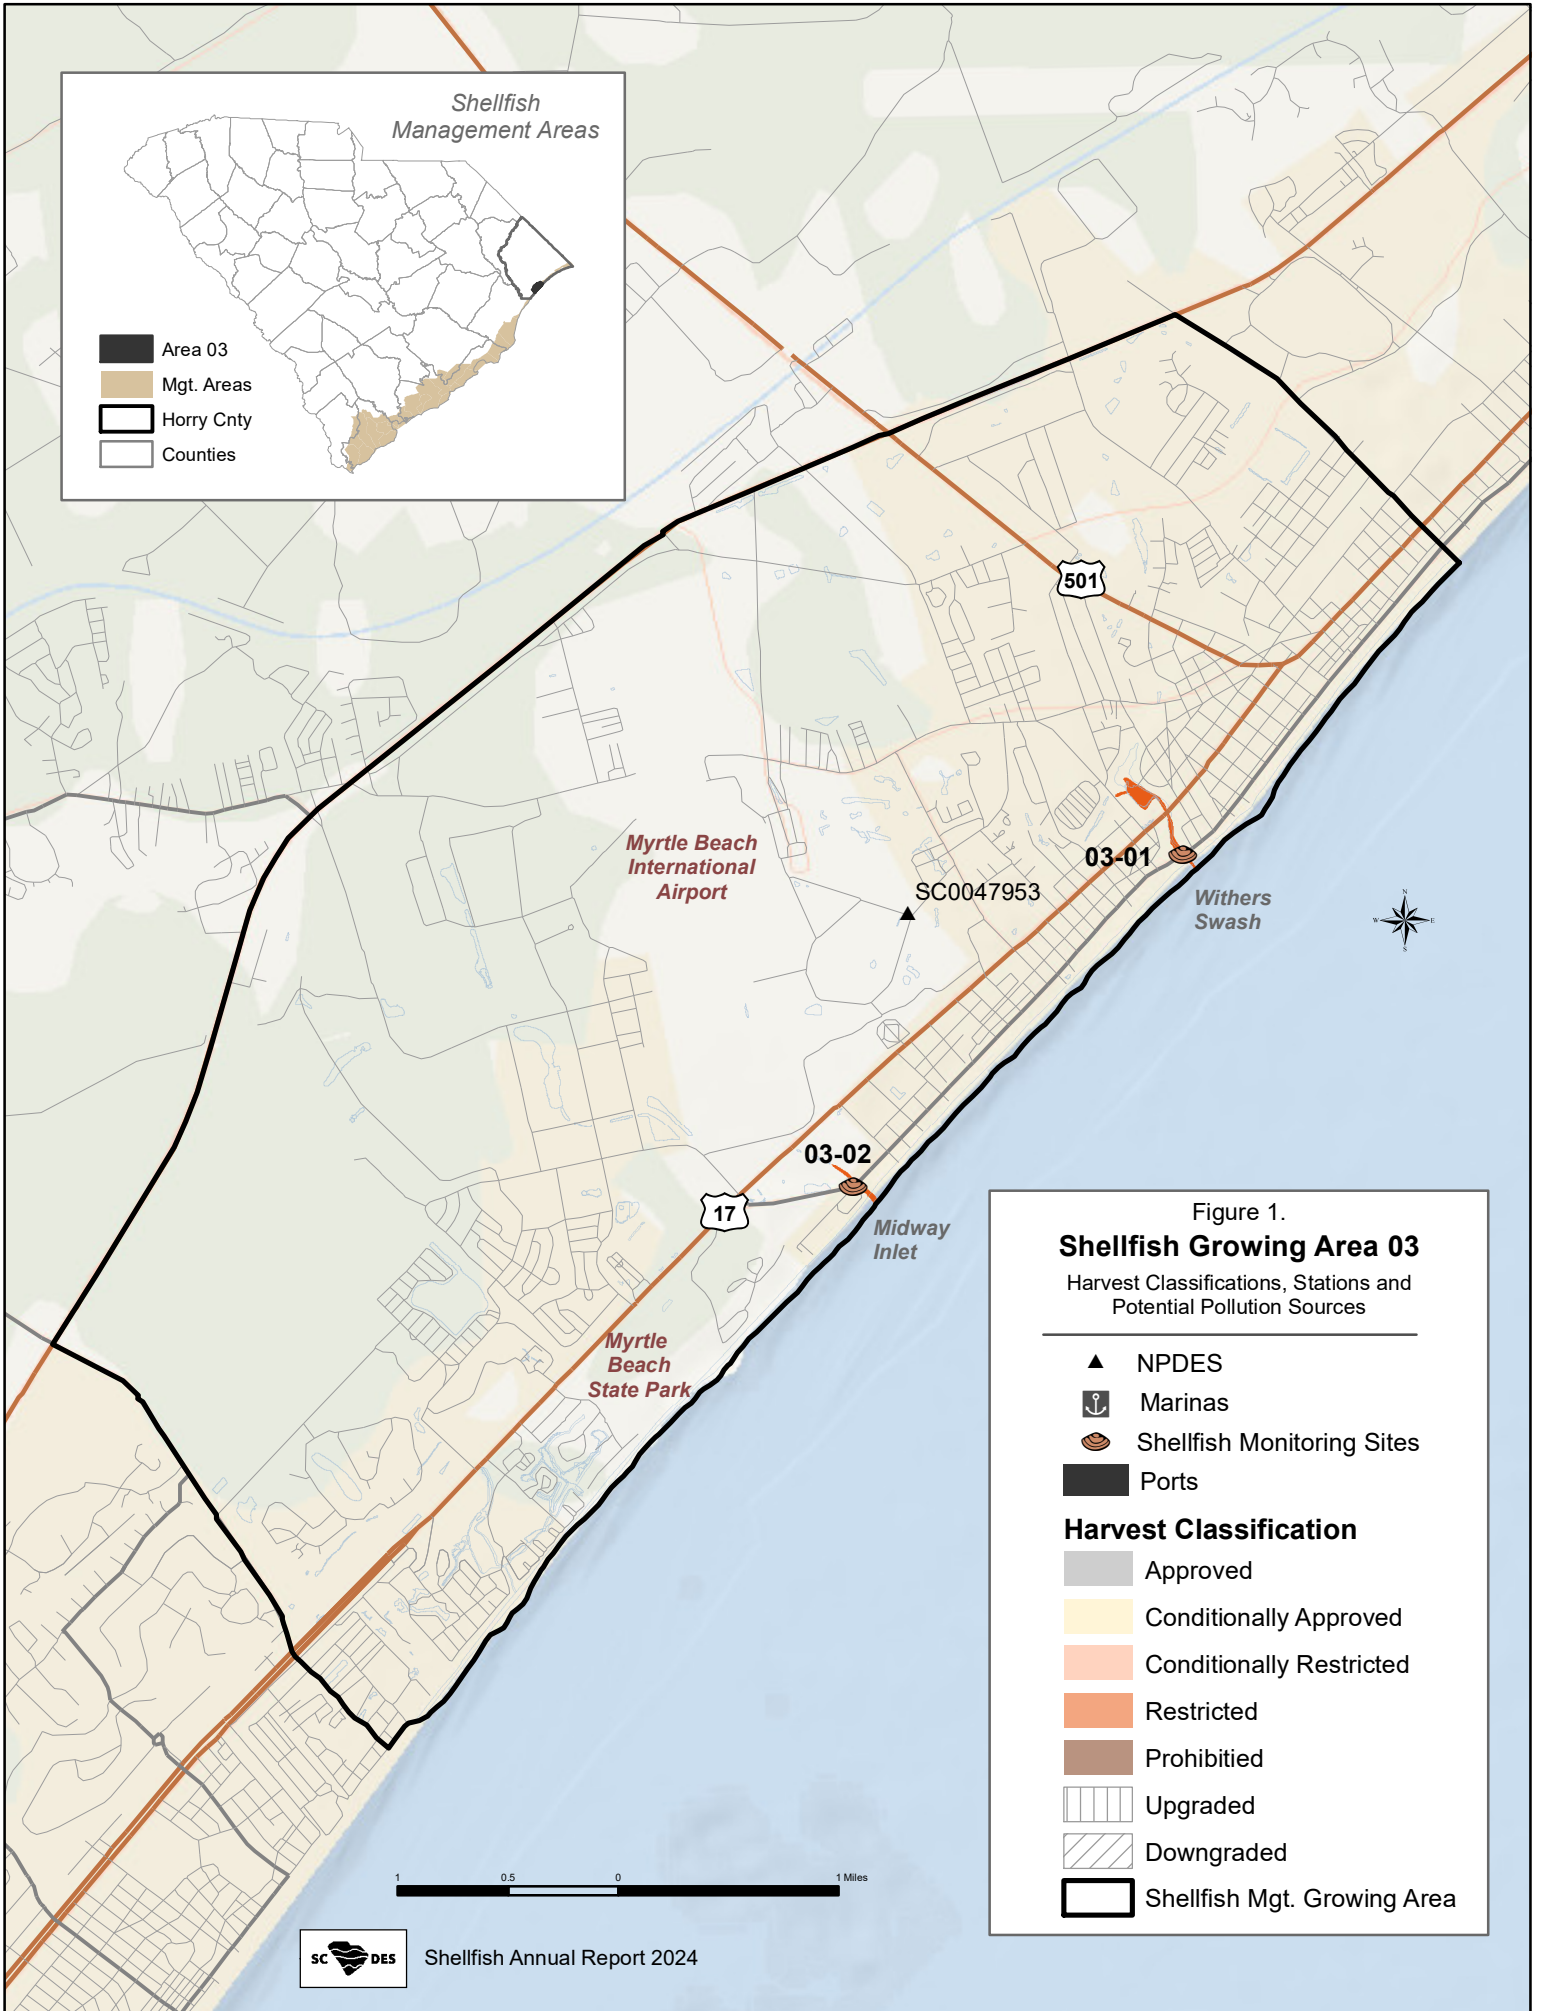 Shellfish
Management Areas
Area 03
Mgt. Areas
Horry Cnty
Counties
501
Myrtle Beach
International
Airport
SC0047953
03-01
Withers
Swash
N
W E
S
03-02
17
Midway
Inlet
Myrtle
Beach
State Park
Figure 1.
Shellfish Growing Area 03
Harvest Classifications, Stations and
Potential Pollution Sources
NPDES
Marinas
Shellfish Monitoring Sites
Ports
Harvest Classification
Approved
Conditionally Approved
Conditionally Restricted
Restricted
Prohibitied
Upgraded
Downgraded
Shellfish Mgt. Growing Area
1 0.5 0 1 Miles
SC DES
Shellfish Annual Report 2024